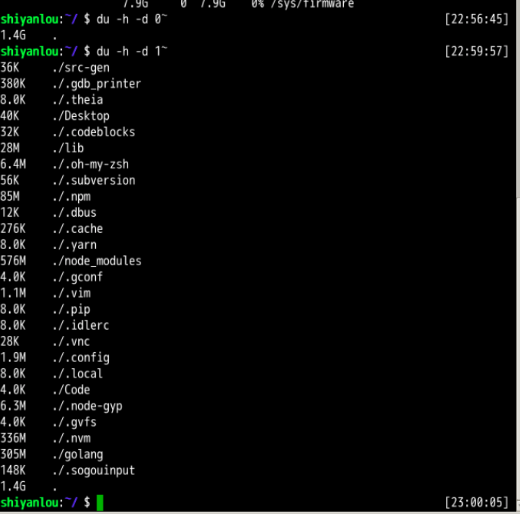 7.9G 0 7.9G 0% /sys/firmware
shiyanlou:~/ $ du -h -d 0~ [22:56:45]
1.4G .
shiyanlou:~/ $ du -h -d 1~ [22:59:57]
36K ./src-gen
380K ./.gdb_printer
8.0K ./.theia
40K ./Desktop
32K ./.codeblocks
28M ./lib
6.4M ./.oh-my-zsh
56K ./.subversion
85M ./.npm
12K ./.dbus
276K ./.cache
8.0K ./.yarn
576M ./node_modules
4.0K ./.gconf
1.1M ./.vim
8.0K ./.pip
8.0K ./.idlerc
28K ./.vnc
1.9M ./.config
8.0K ./.local
4.0K ./Code
6.3M ./.node-gyp
4.0K ./.gvfs
336M ./.nvm
305M ./golang
148K ./.sogouinput
1.4G .
shiyanlou:~/ $ [23:00:05]